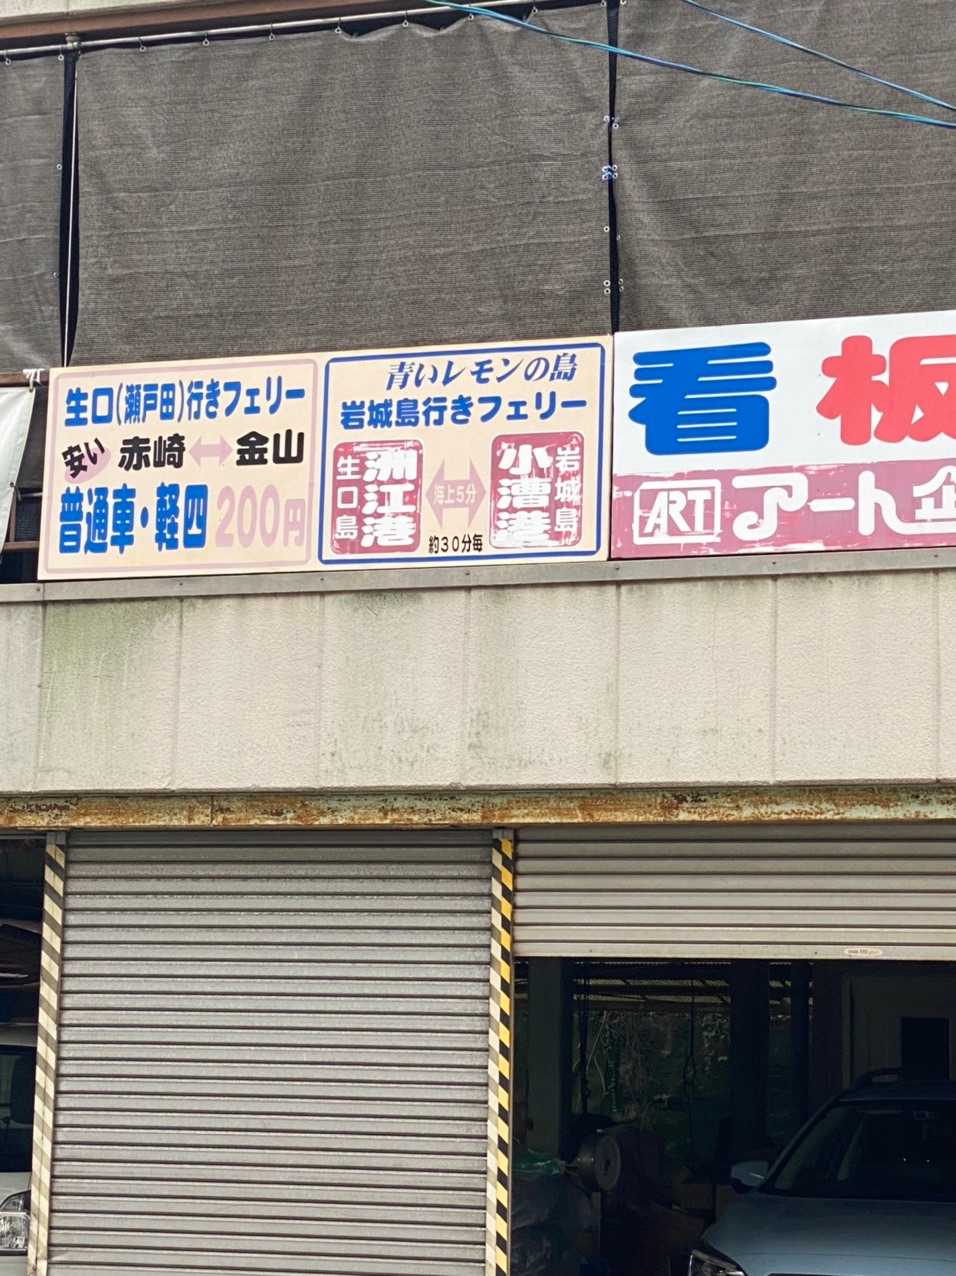 生口(瀬戸田)行きフェリー
安い 赤崎↔金山
普通車・軽四 200円
青いレモンの島
岩城島行きフェリー
生口島 洲江港 海上5分 小漕港 岩城島
約30分毎
看板
ART アート企